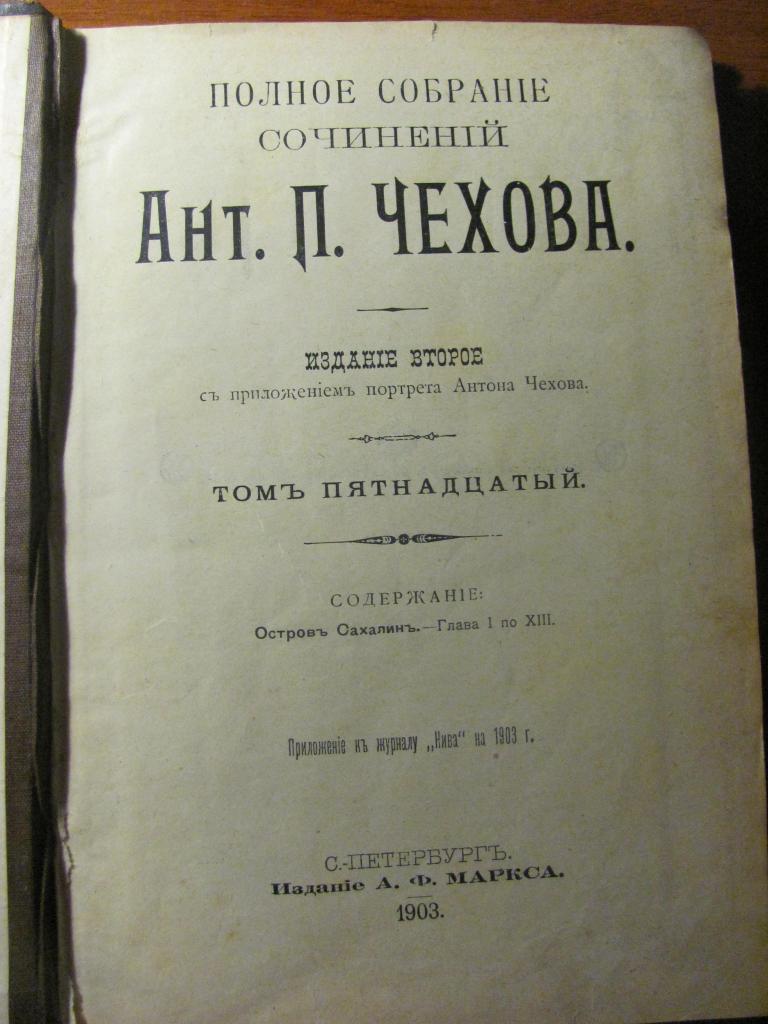 ПОЛНОЕ СОБРАНІЕ
СОЧИНЕНІЙ
АНТ. П. ЧЕХОВА.
ИЗДАНІЕ ВТОРОЕ
съ приложеніемъ портрета Антона Чехова.
ТОМЪ ПЯТНАДЦАТЫЙ.
СОДЕРЖАНІЕ:
Островъ Сахалинъ.—Глава I по XIII.
Приложеніе къ журналу „Нива“ на 1903 г.
С.-ПЕТЕРБУРГЪ.
Изданіе А. Ф. МАРКСА.
1903.